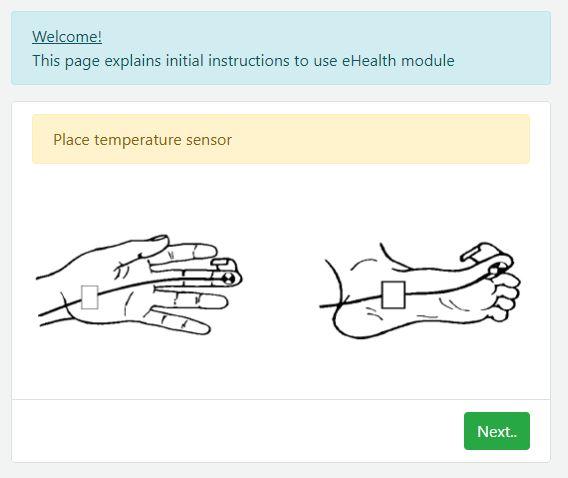 Welcome!
This page explains initial instructions to use eHealth module
Place temperature sensor
Next..